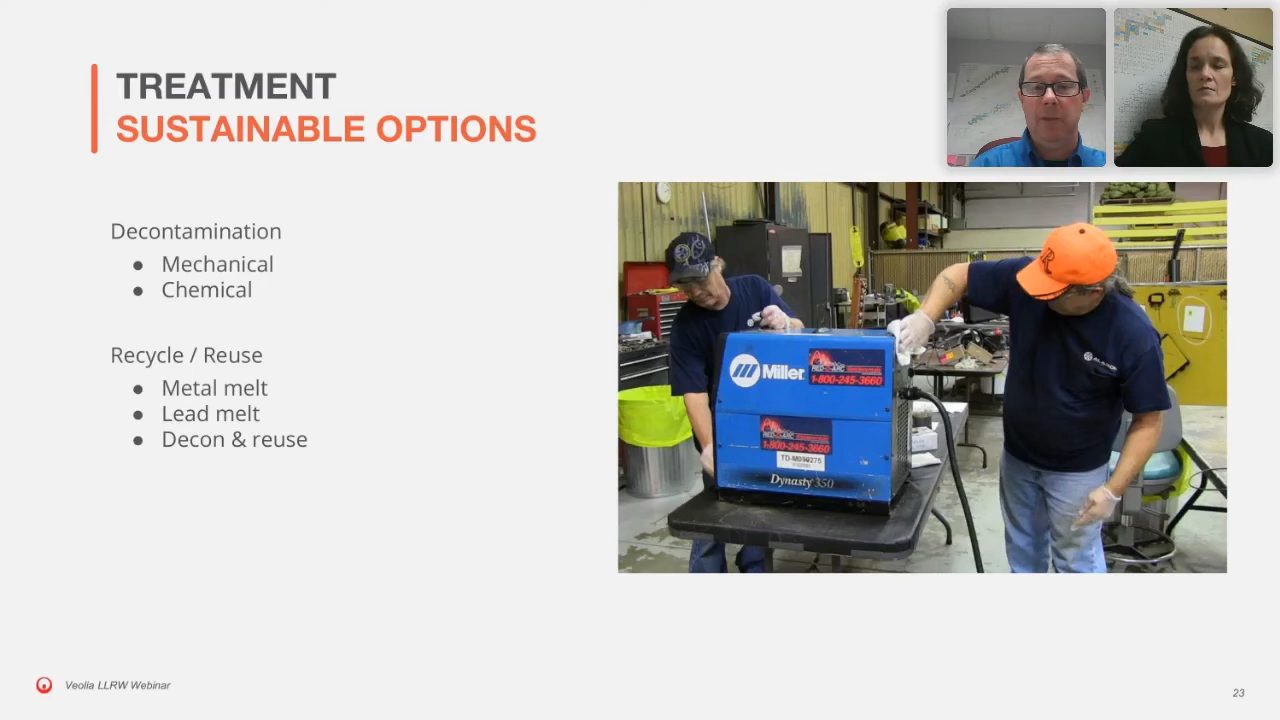 TREATMENT
SUSTAINABLE OPTIONS
Decontamination
● Mechanical
● Chemical
Recycle / Reuse
● Metal melt
● Lead melt
● Decon & reuse
Miller
1-800-245-3660
1-800-245-3660
TD-M090275
Dynasty 350
Veolia LLRW Webinar
23